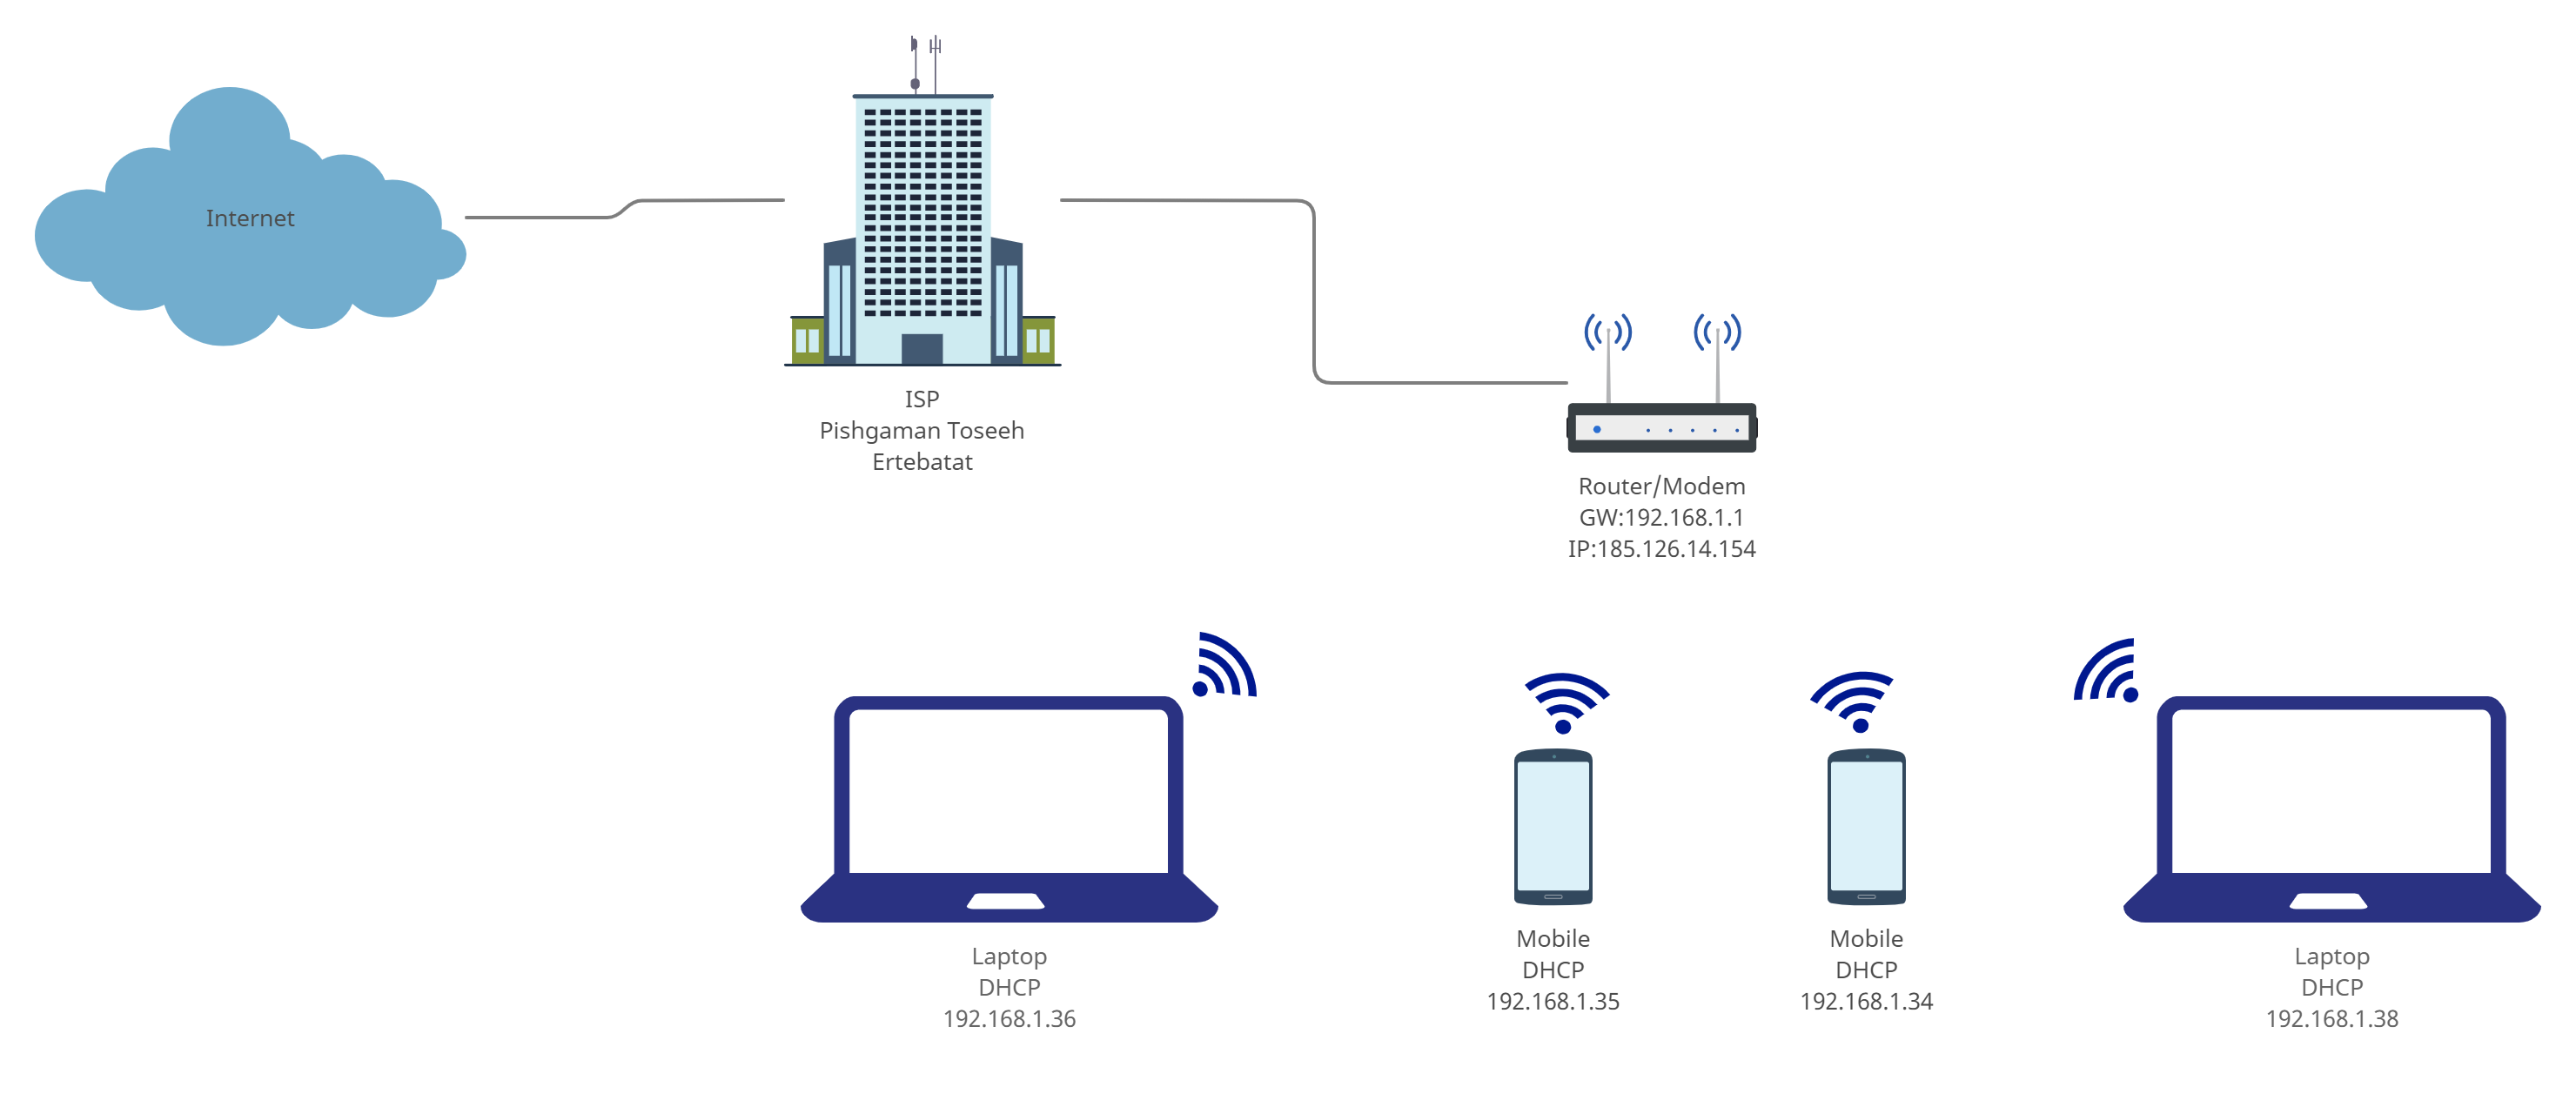 Internet
ISP
Pishgaman Toseeh
Ertebatat
Router/Modem
GW:192.168.1.1
IP:185.126.14.154
Laptop
DHCP
192.168.1.36
Mobile
DHCP
192.168.1.35
Mobile
DHCP
192.168.1.34
Laptop
DHCP
192.168.1.38